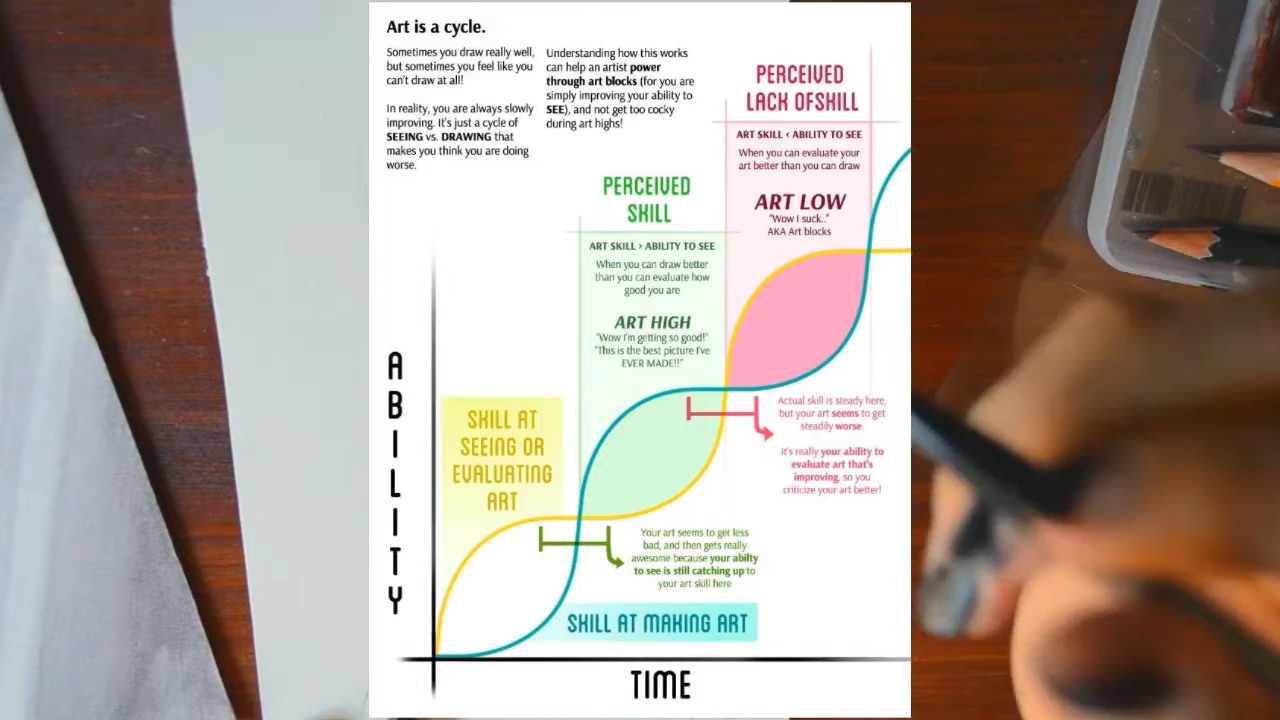 Art is a cycle.
Sometimes you draw really well,
but sometimes you feel like you
can't draw at all!
In reality, you are always slowly
improving. It's just a cycle of
SEEING vs. DRAWING that
makes you think you are doing
worse.
Understanding how this works
can help an artist power
through art blocks (for you are
simply improving your ability to
SEE), and not get too cocky
during art highs!
PERCEIVED
LACK OFSKILL
ART SKILL < ABILITY TO SEE
When you can evaluate your
art better than you can draw
ART LOW
"Wow I suck.."
AKA Art blocks
PERCEIVED
SKILL
ART SKILL > ABILITY TO SEE
When you can draw better
than you can evaluate how
good you are
ART HIGH
"Wow I'm getting so good!"
"This is the best picture I've
EVER MADE!!"
ABILITY
SKILL AT
SEEING OR
EVALUATING
ART
Actual skill is steady here,
but your art seems to get
steadily worse
It's really your ability to
evaluate art that's
improving, so you
criticize your art better!
Your art seems to get less
bad, and then gets really
awesome because your abilty
to see is still catching up to
your art skill here
SKILL AT MAKING ART
TIME